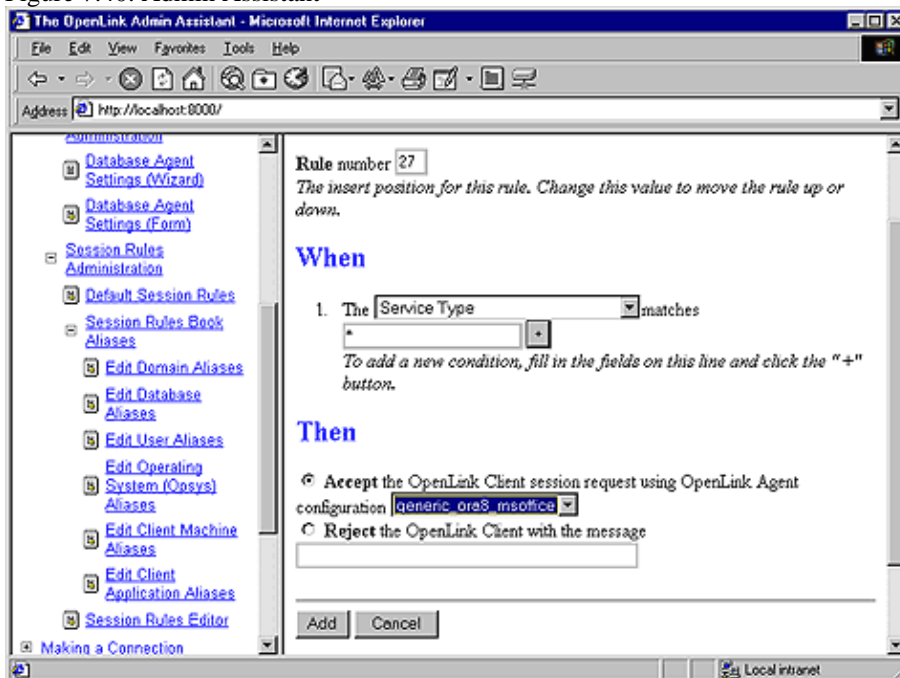 Figure 7.46. Admin Assistant
The OpenLink Admin Assistant - Microsoft Internet Explorer
File Edit View Favorites Tools Help
Address http://localhost:8000/
Administration
Database Agent
Settings (Wizard)
Database Agent
Settings (Form)
Session Rules
Administration
Default Session Rules
Session Rules Book
Aliases
Edit Domain Aliases
Edit Database
Aliases
Edit User Aliases
Edit Operating
System (Opsys)
Aliases
Edit Client Machine
Aliases
Edit Client
Application Aliases
Session Rules Editor
Making a Connection
Rule number 27
The insert position for this rule. Change this value to move the rule up or
down.
When
1. The Service Type matches
* +
To add a new condition, fill in the fields on this line and click the "+"
button.
Then
Accept the OpenLink Client session request using OpenLink Agent
configuration generic_ora8_msoffice
Reject the OpenLink Client with the message
Add Cancel
Local intranet